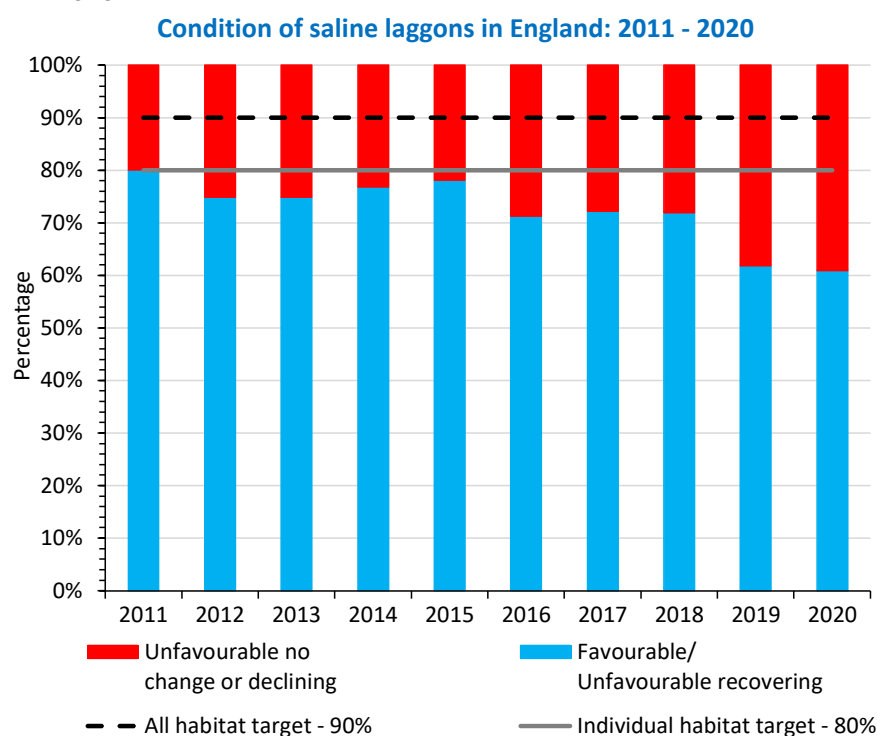 Condition of saline laggons in England: 2011 - 2020
100%
90%
80%
70%
60%
50%
40%
30%
20%
10%
0%
Percentage
2011 2012 2013 2014 2015 2016 2017 2018 2019 2020
Unfavourable no
change or declining
Favourable/
Unfavourable recovering
All habitat target - 90%
Individual habitat target - 80%